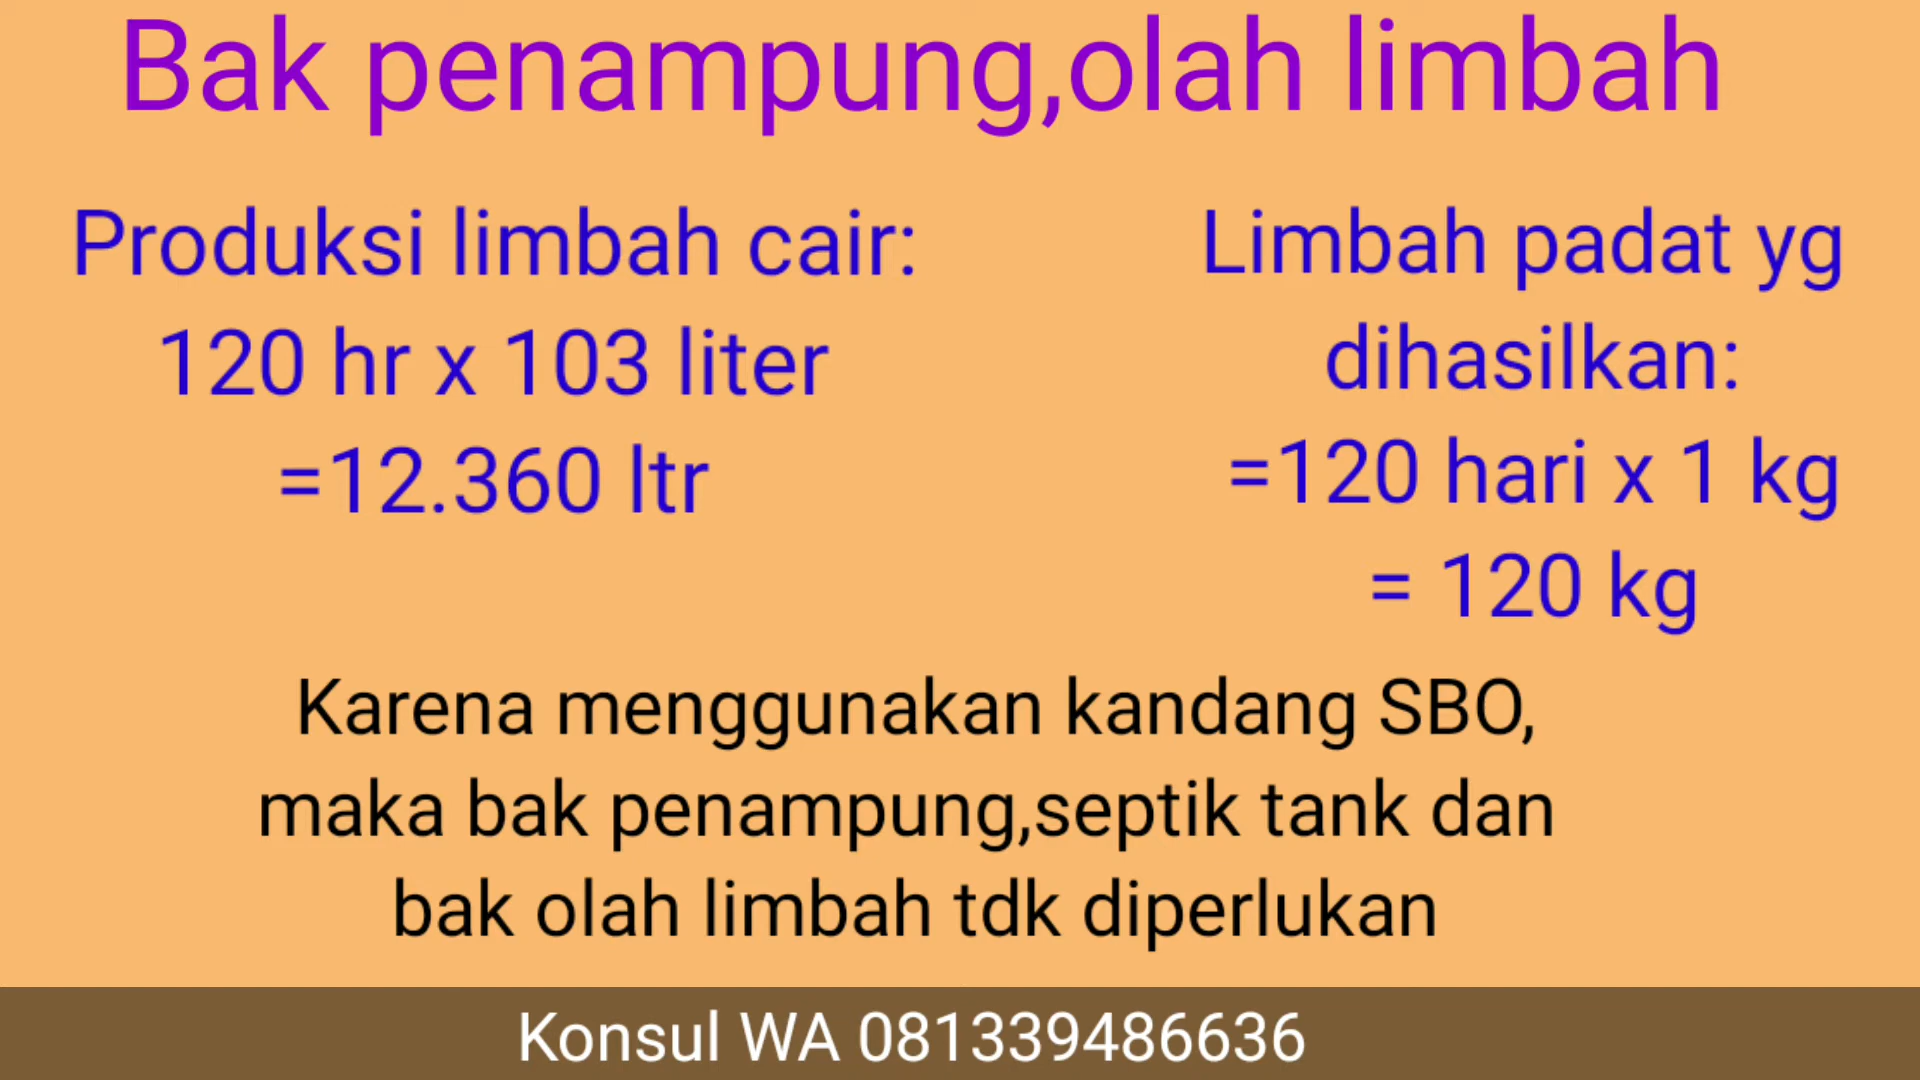 Bak penampung,olah limbah
Produksi limbah cair:
120 hr x 103 liter
=12.360 ltr
Limbah padat yg
dihasilkan:
=120 hari x 1 kg
= 120 kg
Karena menggunakan kandang SBO,
maka bak penampung,septik tank dan
bak olah limbah tdk diperlukan
Konsul WA 081339486636